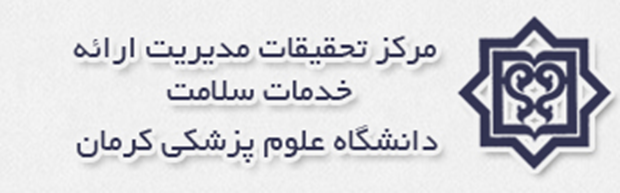 مرکز تحقیقات مدیریت ارائه
خدمات سلامت
دانشگاه علوم پزشکی کرمان